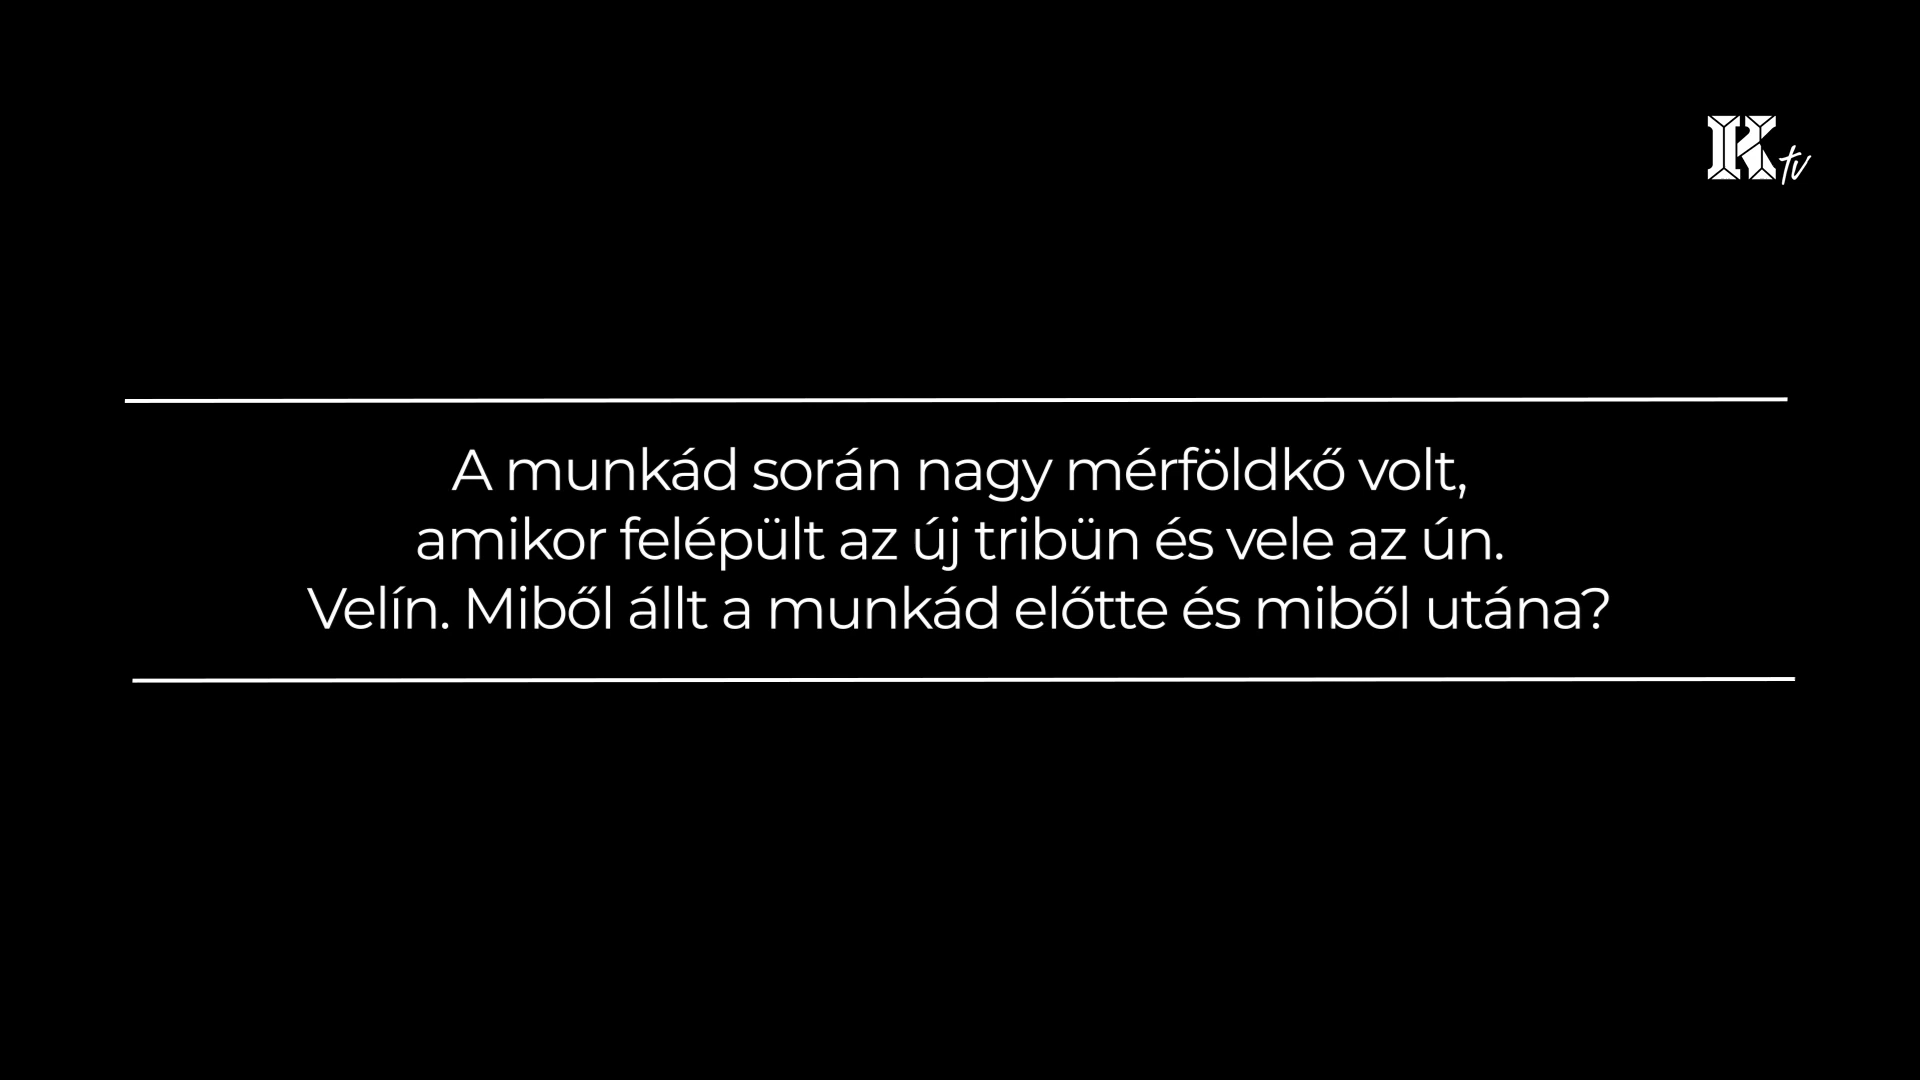 K tv
A munkád során nagy mérföldkő volt,
amikor felépült az új tribün és vele az ún.
Velín. Miből állt a munkád előtte és miből utána?